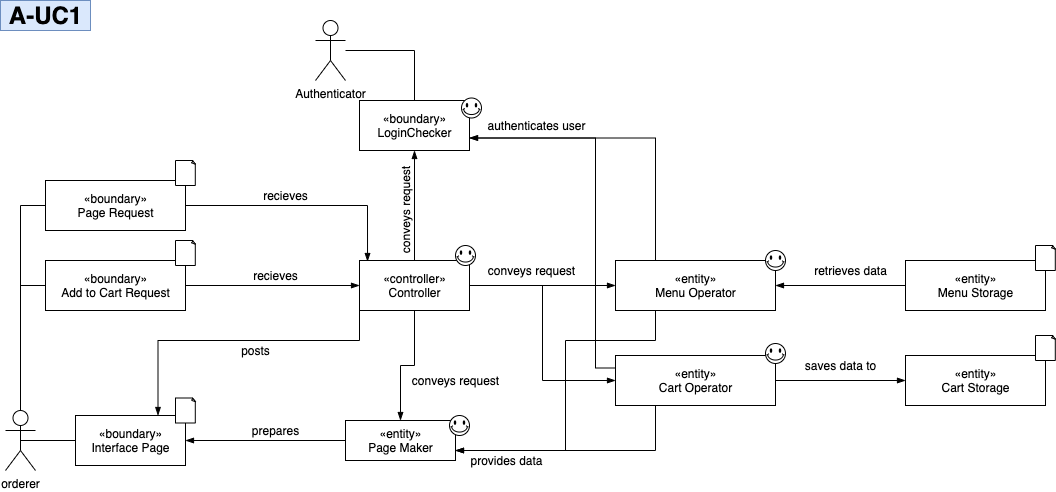 A-UC1
Authenticator
«boundary»
LoginChecker
authenticates user
«boundary»
Page Request
recieves
conveys request
«boundary»
Add to Cart Request
recieves
«controller»
Controller
conveys request
«entity»
Menu Operator
retrieves data
«entity»
Menu Storage
posts
conveys request
«entity»
Cart Operator
saves data to
«entity»
Cart Storage
«boundary»
Interface Page
prepares
«entity»
Page Maker
provides data
orderer